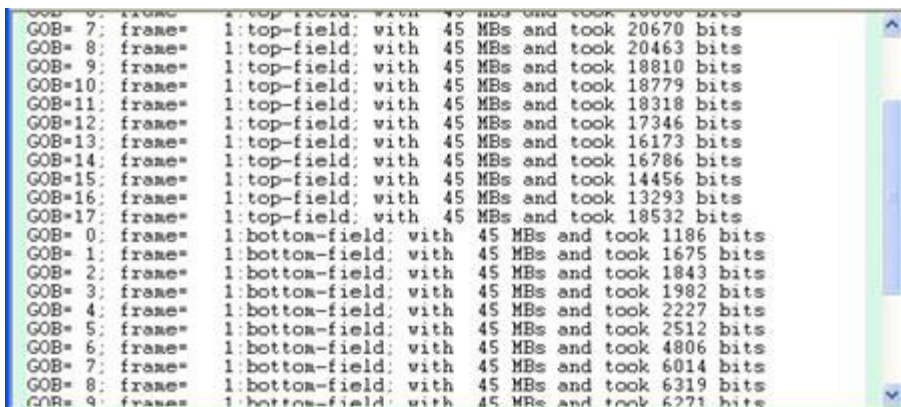 GOB= 7; frame=   1:top-field; with  45 MBs and took 20670 bits
GOB= 8; frame=   1:top-field; with  45 MBs and took 20463 bits
GOB= 9; frame=   1:top-field; with  45 MBs and took 18810 bits
GOB=10; frame=   1:top-field; with  45 MBs and took 18779 bits
GOB=11; frame=   1:top-field; with  45 MBs and took 18318 bits
GOB=12; frame=   1:top-field; with  45 MBs and took 17346 bits
GOB=13; frame=   1:top-field; with  45 MBs and took 16173 bits
GOB=14; frame=   1:top-field; with  45 MBs and took 16786 bits
GOB=15; frame=   1:top-field; with  45 MBs and took 14456 bits
GOB=16; frame=   1:top-field; with  45 MBs and took 13293 bits
GOB=17; frame=   1:top-field; with  45 MBs and took 18532 bits
GOB= 0; frame=   1:bottom-field; with  45 MBs and took 1186 bits
GOB= 1; frame=   1:bottom-field; with  45 MBs and took 1675 bits
GOB= 2; frame=   1:bottom-field; with  45 MBs and took 1843 bits
GOB= 3; frame=   1:bottom-field; with  45 MBs and took 1982 bits
GOB= 4; frame=   1:bottom-field; with  45 MBs and took 2227 bits
GOB= 5; frame=   1:bottom-field; with  45 MBs and took 2512 bits
GOB= 6; frame=   1:bottom-field; with  45 MBs and took 4806 bits
GOB= 7; frame=   1:bottom-field; with  45 MBs and took 6014 bits
GOB= 8; frame=   1:bottom-field; with  45 MBs and took 6319 bits
GOB= 9; frame=   1:bottom-field; with  45 MBs and took 6271 bits